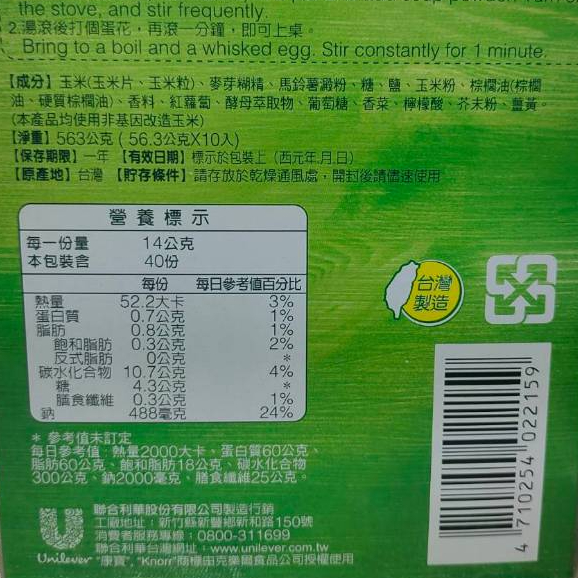 the stove, and stir frequently.
2.湯滾後打個蛋花，再滾一分鐘，即可上桌。
Bring to a boil and a whisked egg. Stir constantly for 1 minute.
【成分】玉米(玉米片、玉米粒)、麥芽糊精、馬鈴薯澱粉、糖、鹽、玉米粉、棕櫚油(棕櫚
油、硬質棕櫚油)、香料、紅蘿蔔、酵母萃取物、葡萄糖、香菜、檸檬酸、芥末粉、薑黃
(本產品均使用非基因改造玉米)
【淨重】563公克 ( 56.3公克X10入)
【保存期限】一年 【有效日期】標示於包裝上 (西元年.月.日)
【原產地】台灣 【貯存條件】請存放於乾燥通風處，開封後請儘速使用
營養標示
每一份量 14公克
本包裝含 40份
每份 每日參考值百分比
熱量 52.2大卡 3%
蛋白質 0.7公克 1%
脂肪 0.8公克 1%
飽和脂肪 0.3公克 2%
反式脂肪 0公克 *
碳水化合物 10.7公克 4%
糖 4.3公克 *
膳食纖維 0.3公克 1%
鈉 488毫克 24%
* 參考值未訂定
每日參考值：熱量2000大卡、蛋白質60公克、
脂肪60公克、飽和脂肪18公克、碳水化合物
300公克、鈉2000毫克、膳食纖維25公克。
台灣
製造
4 710254 022159
聯合利華股份有限公司製造行銷
工廠地址：新竹縣新豐鄉新和路150號
消費者服務專線：0800-311699
聯合利華台灣網址：www.unilever.com.tw
Unilever "康寶", "Knorr"商標由克樂爾食品公司授權使用